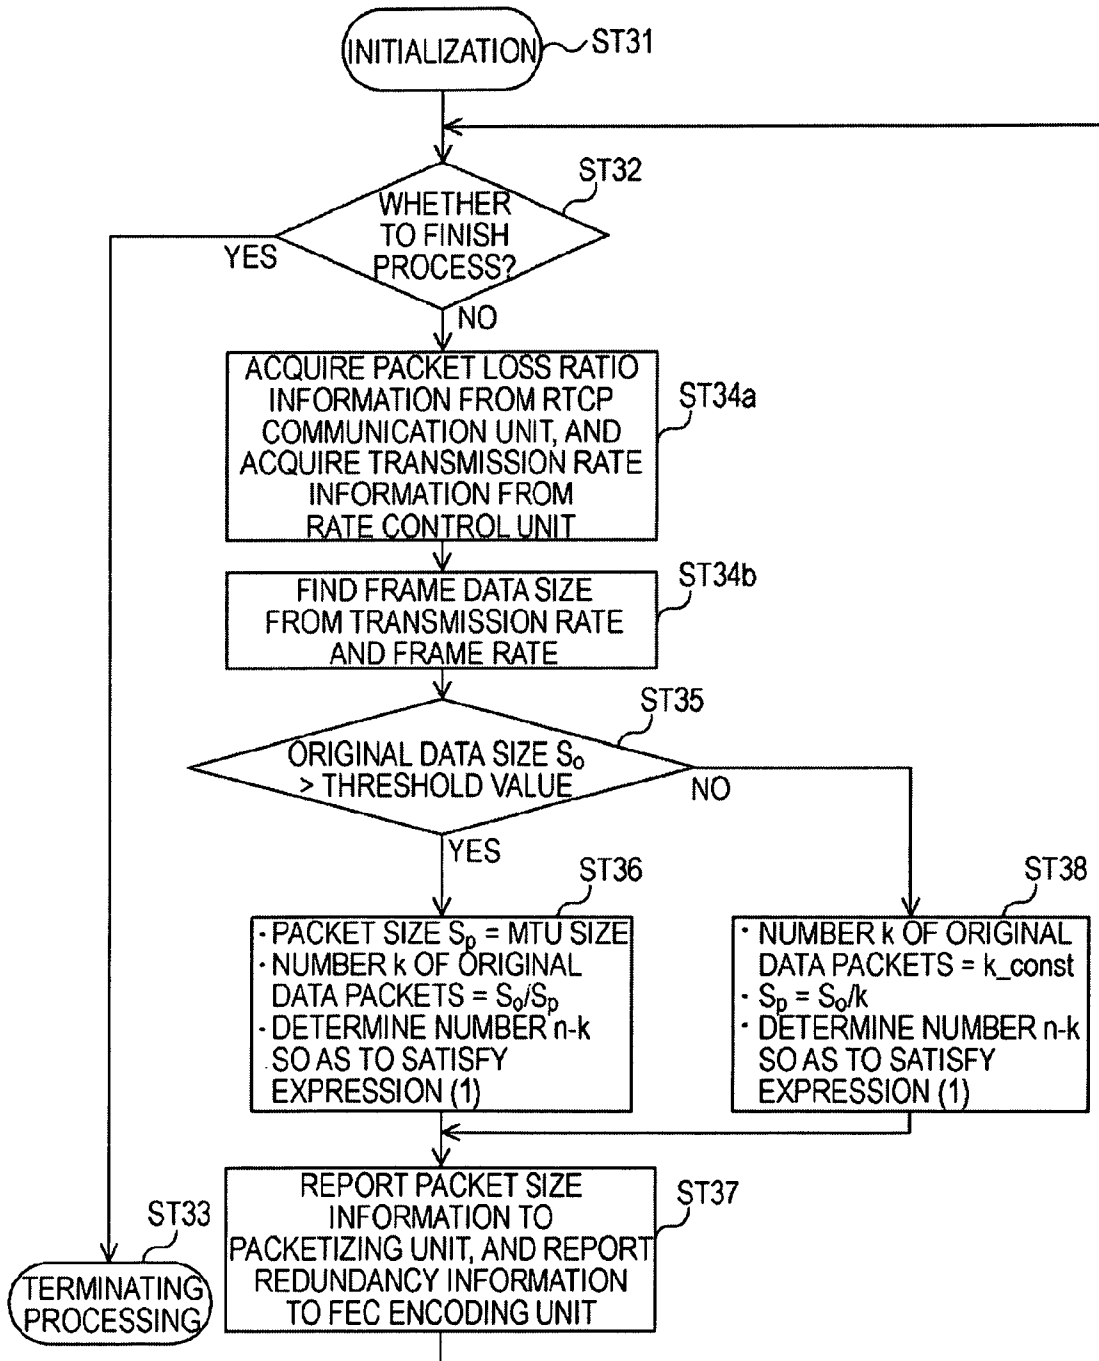 INITIALIZATION
ST31
ST32
WHETHER
TO FINISH
PROCESS?
YES
NO
ACQUIRE PACKET LOSS RATIO
INFORMATION FROM RTCP
COMMUNICATION UNIT, AND
ACQUIRE TRANSMISSION RATE
INFORMATION FROM
RATE CONTROL UNIT
ST34a
FIND FRAME DATA SIZE
FROM TRANSMISSION RATE
AND FRAME RATE
ST34b
ST35
ORIGINAL DATA SIZE So
> THRESHOLD VALUE
NO
YES
ST36
· PACKET SIZE Sp = MTU SIZE
· NUMBER k OF ORIGINAL
DATA PACKETS = So/Sp
· DETERMINE NUMBER n-k
SO AS TO SATISFY
EXPRESSION (1)
ST38
· NUMBER k OF ORIGINAL
DATA PACKETS = k_const
· Sp = So/k
· DETERMINE NUMBER n-k
SO AS TO SATISFY
EXPRESSION (1)
REPORT PACKET SIZE
INFORMATION TO
PACKETIZING UNIT, AND REPORT
REDUNDANCY INFORMATION
TO FEC ENCODING UNIT
ST37
ST33
TERMINATING
PROCESSING